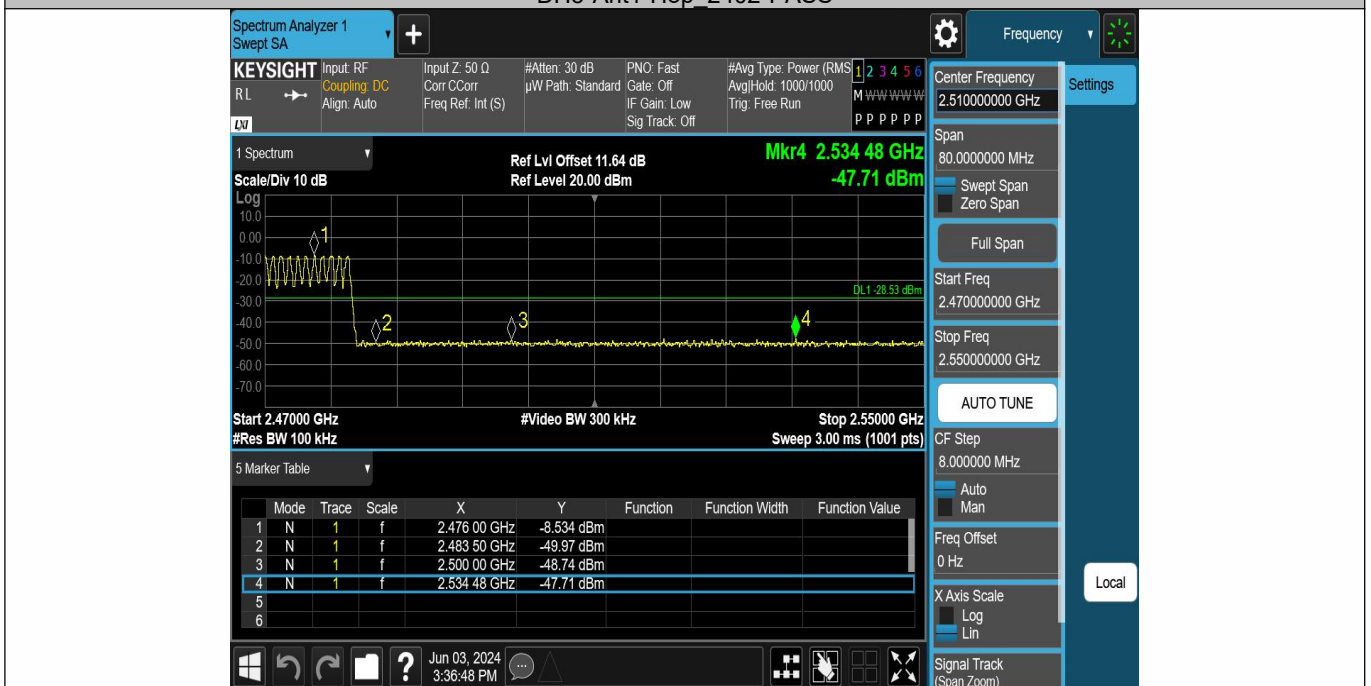 Spectrum Analyzer 1
Swept SA
+
Frequency
KEYSIGHT
RL
LXI
Input: RF
Coupling: DC
Align: Auto
Input Z: 50 Ω
Corr CCorr
Freq Ref: Int (S)
#Atten: 30 dB
µW Path: Standard
PNO: Fast
Gate: Off
IF Gain: Low
Sig Track: Off
#Avg Type: Power (RMS
Avg|Hold: 1000/1000
Trig: Free Run
1 2 3 4 5 6
M W W W W W
P P P P P P
1 Spectrum
Scale/Div 10 dB
Ref Lvl Offset 11.64 dB
Ref Level 20.00 dBm
Mkr4 2.534 48 GHz
-47.71 dBm
Log
10.0
0.00
-10.0
-20.0
-30.0
-40.0
-50.0
-60.0
-70.0
1
2
3
4
DL1 -28.53 dBm
Start 2.47000 GHz
#Video BW 300 kHz
Stop 2.55000 GHz
#Res BW 100 kHz
Sweep 3.00 ms (1001 pts)
5 Marker Table
Mode Trace Scale X Y Function Function Width Function Value
1 N 1 f 2.476 00 GHz -8.534 dBm
2 N 1 f 2.483 50 GHz -49.97 dBm
3 N 1 f 2.500 00 GHz -48.74 dBm
4 N 1 f 2.534 48 GHz -47.71 dBm
5
6
?
Jun 03, 2024
3:36:48 PM
Center Frequency
2.510000000 GHz
Span
80.0000000 MHz
Swept Span
Zero Span
Full Span
Start Freq
2.470000000 GHz
Stop Freq
2.550000000 GHz
AUTO TUNE
CF Step
8.000000 MHz
Auto
Man
Freq Offset
0 Hz
X Axis Scale
Log
Lin
Signal Track
(Span Zoom)
Settings
Local